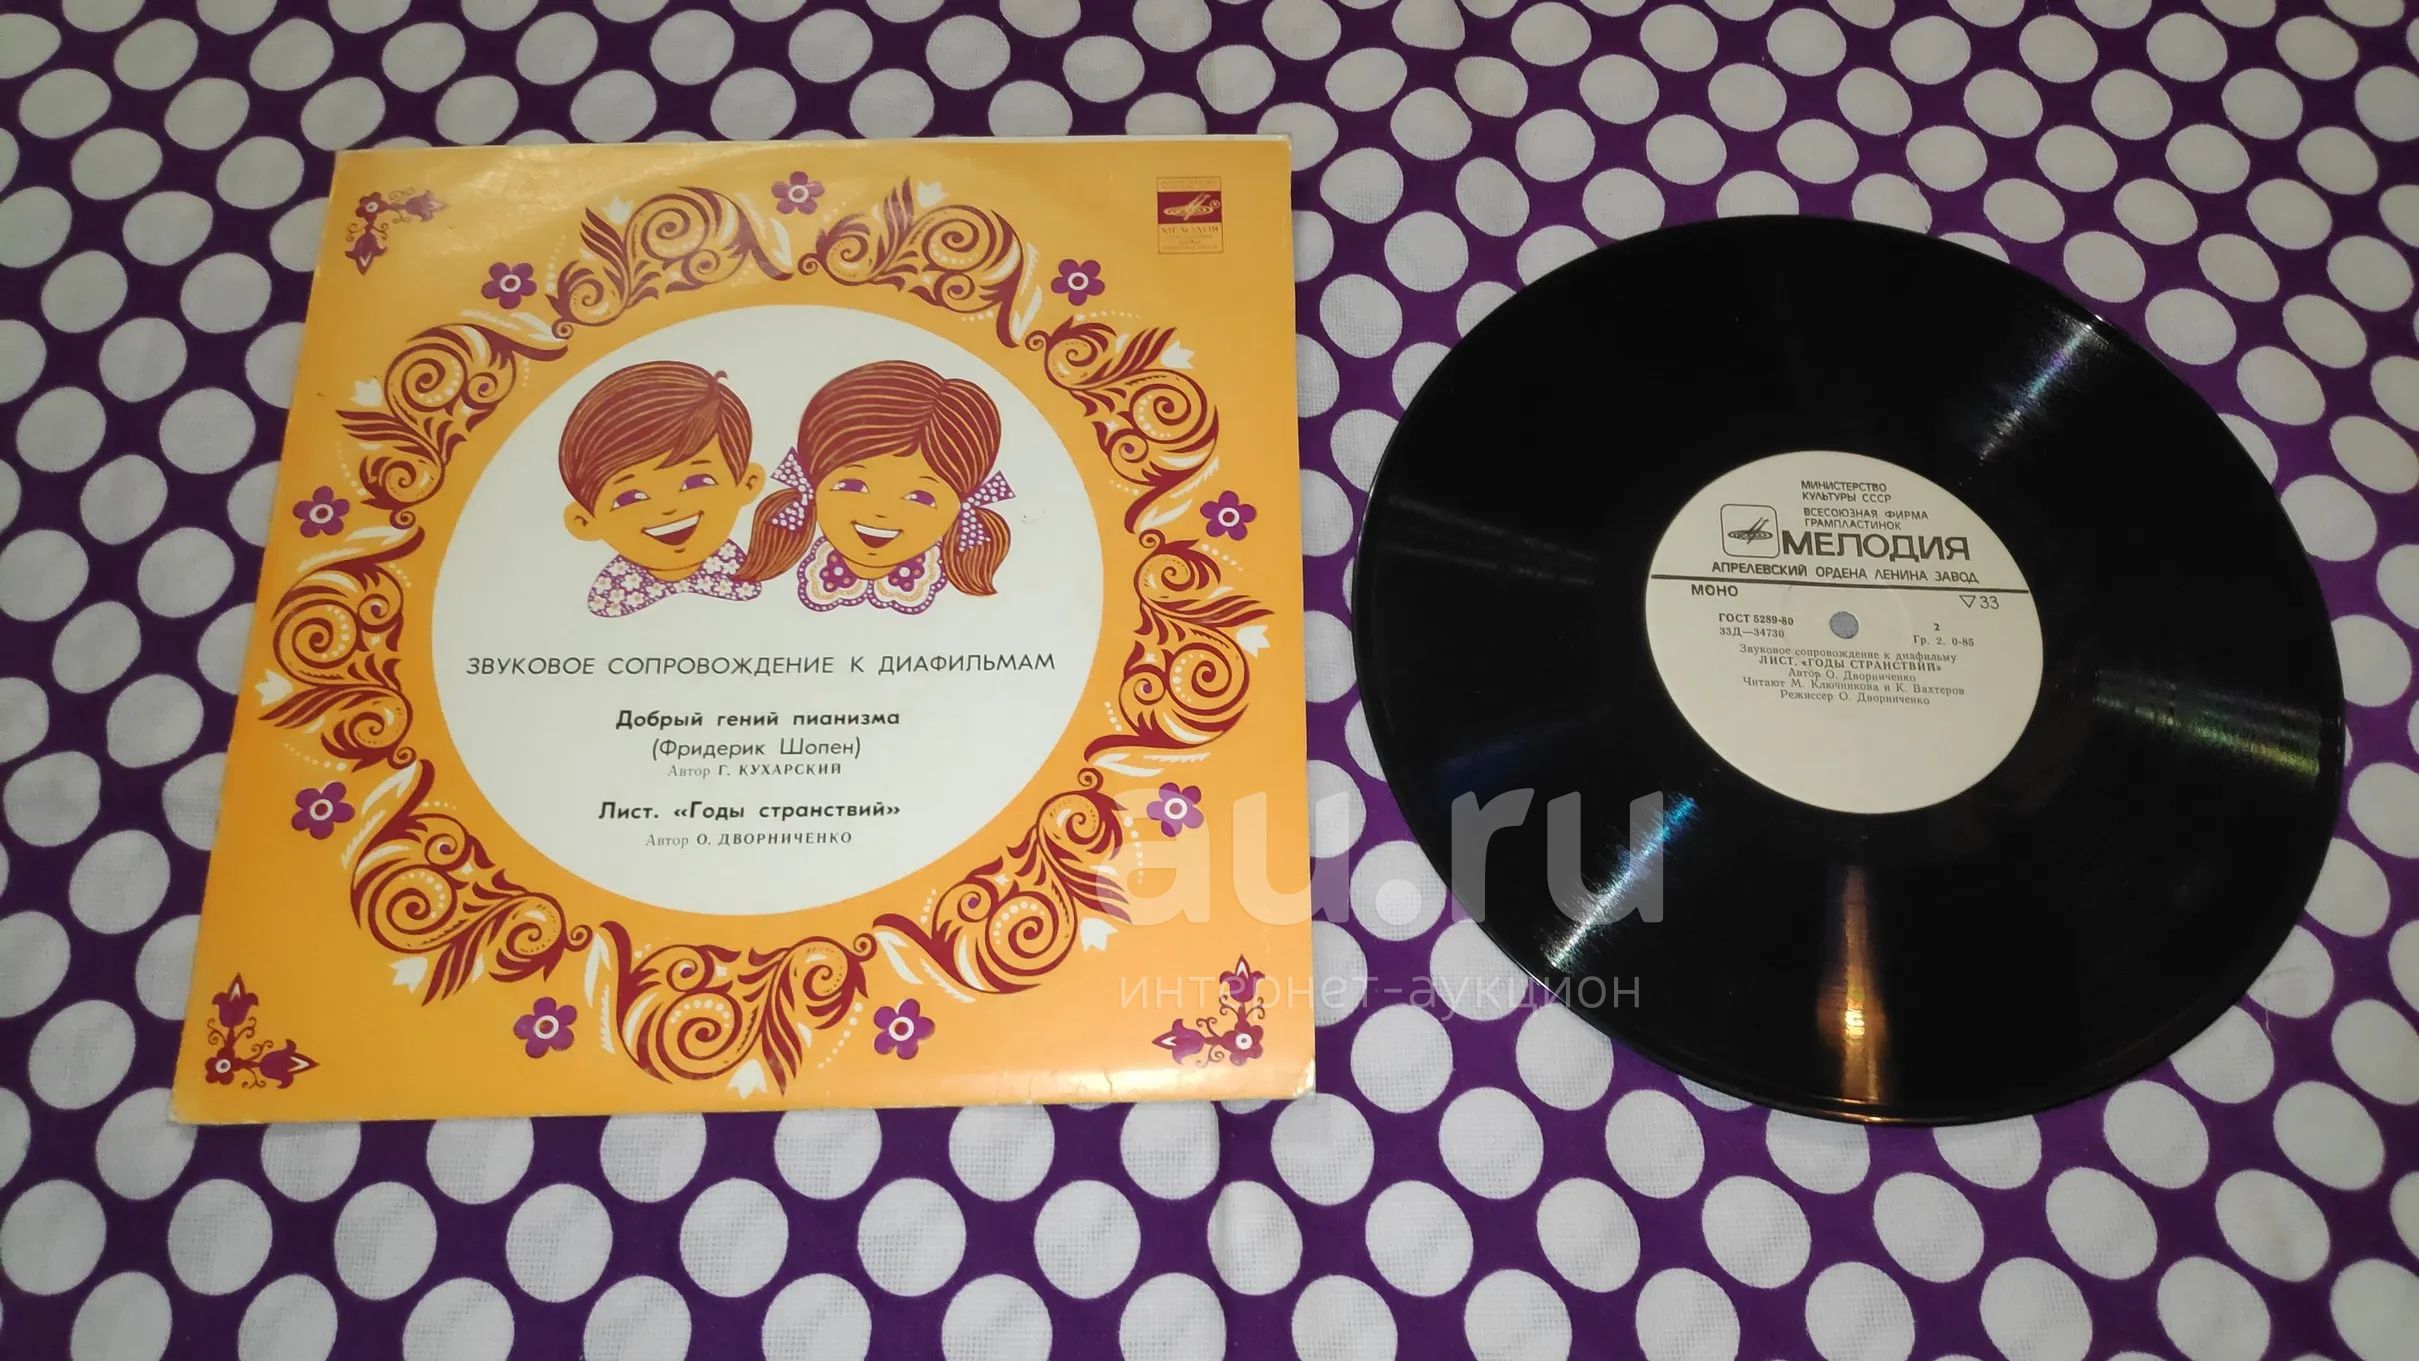 МЕЛОДИЯ
ЗВУКОВОЕ СОПРОВОЖДЕНИЕ К ДИАФИЛЬМАМ
Добрый гений пианизма
(Фридерик Шопен)
Автор Г. КУХАРСКИЙ
Лист. «Годы странствий»
Автор О. ДВОРНИЧЕНКО
МИНИСТЕРСТВО
КУЛЬТУРЫ СССР
ВСЕСОЮЗНАЯ ФИРМА
ГРАМПЛАСТИНОК
МЕЛОДИЯ
АПРЕЛЕВСКИЙ ОРДЕНА ЛЕНИНА ЗАВОД
МОНО
▽33
ГОСТ 5289-80
2
33Д—34730
Гр. 2. 0-85
Звуковое сопровождение к диафильму
ЛИСТ. «ГОДЫ СТРАНСТВИЙ»
Автор О. Дворниченко
Читают М. Ключникова и К. Вахтеров
Режиссер О. Дворниченко
au.ru
интернет-аукцион